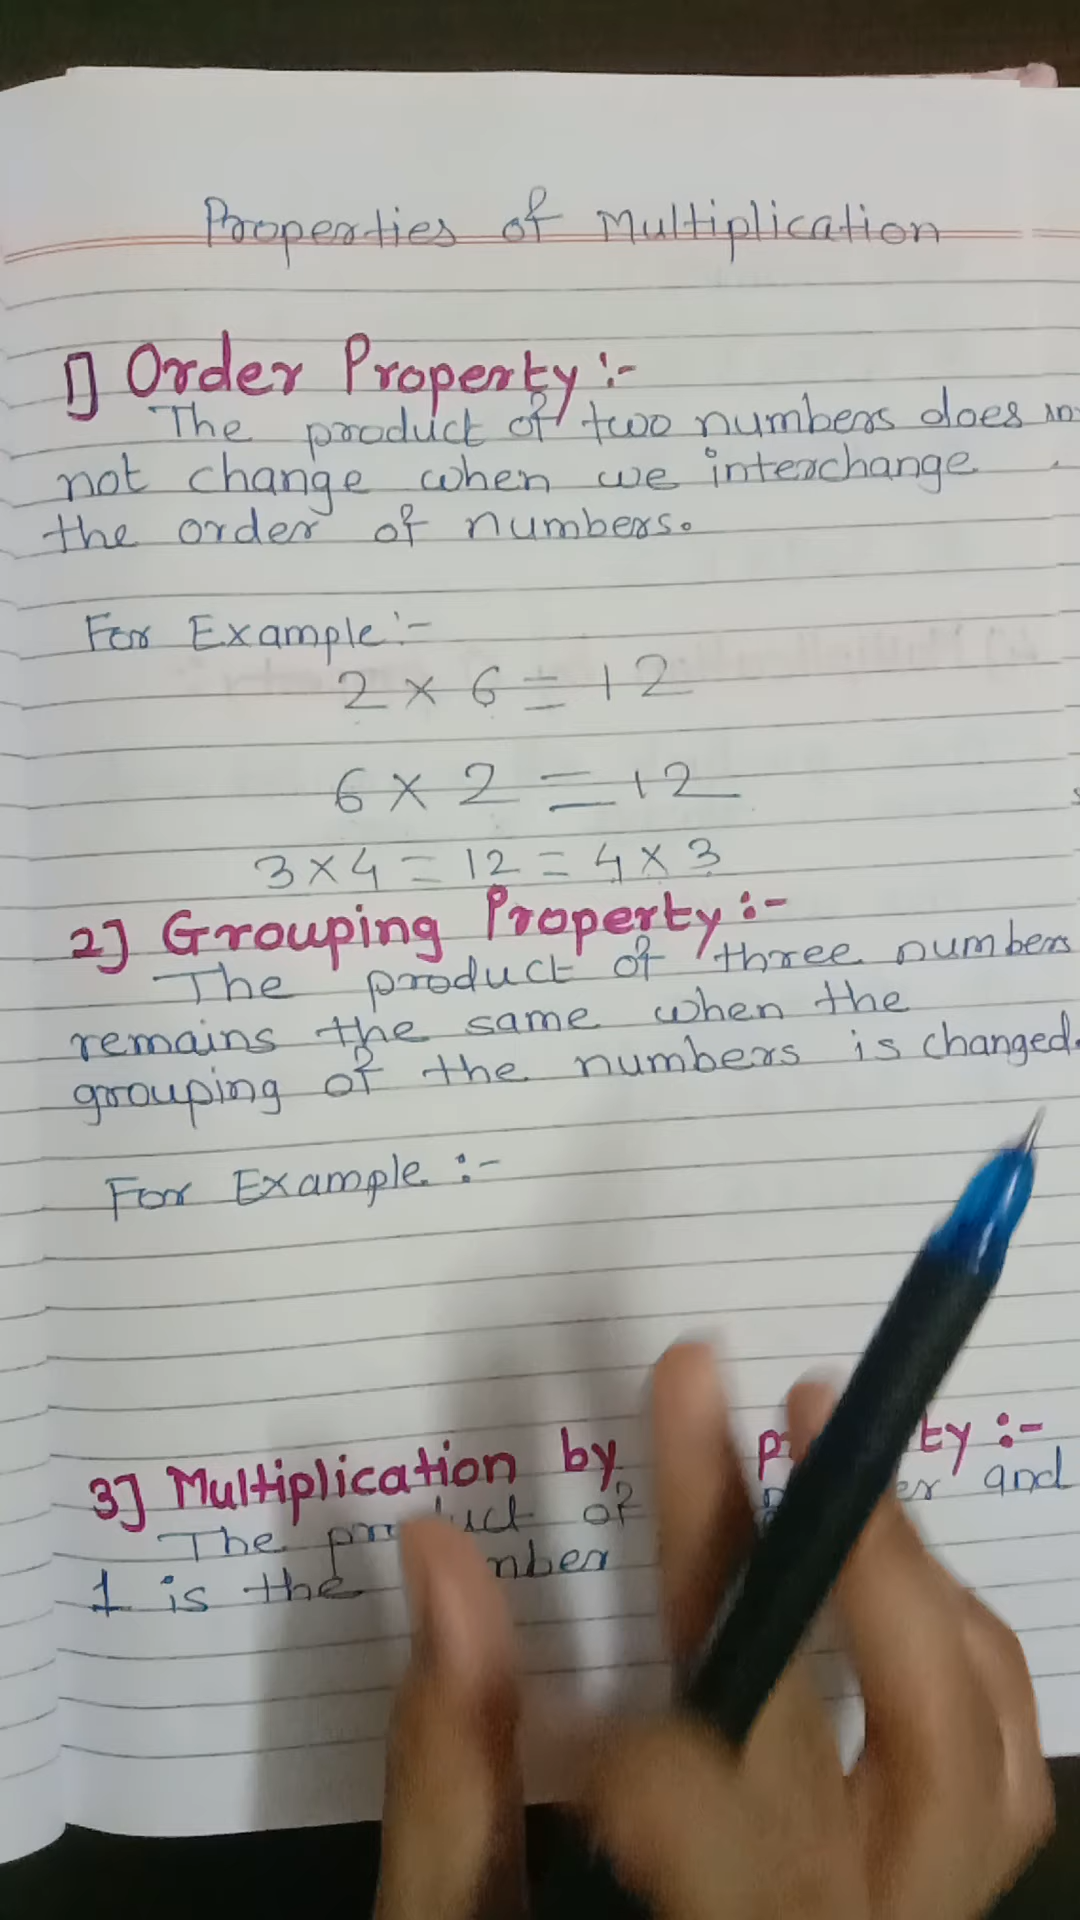 Properties of Multiplication
1] Order Property :-
The product of two numbers does
not change when we interchange
the order of numbers.
For Example :-
2 × 6 = 12
6 × 2 = 12
3 × 4 = 12 = 4 × 3
2] Grouping Property :-
The product of three numbers
remains the same when the
grouping of the numbers is changed.
For Example :-
3] Multiplication by
The of and
1 is the